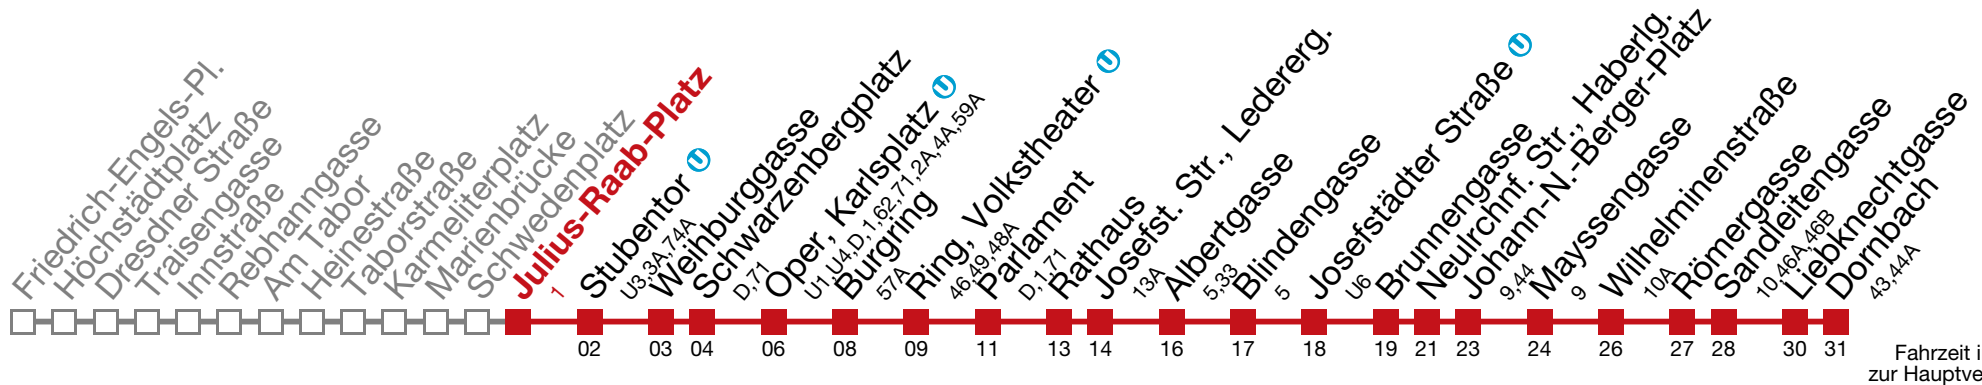 Friedrich-Engels-Pl.
Höchstädtplatz
Dresdner Straße
Traisengasse
Innstraße
Rebhanngasse
Am Tabor
Heinestraße
Taborstraße
Karmeliterplatz
Marienbrücke
Schwedenplatz
Julius-Raab-Platz
1
Stubentor U
U3,3A,74A
Weihburggasse
Schwarzenbergplatz
D,71
Oper, Karlsplatz U
U1,U4,D,1,62,71,2A,4A,59A
Burgring
57A
Ring, Volkstheater U
46,49,48A
Parlament
D,1,71
Rathaus
Josefst. Str., Ledererg.
13A
Albertgasse
5,33
Blindengasse
5
Josefstädter Straße U
U6
Brunnengasse
Neulrchnf. Str., Haberlg.
Johann-N.-Berger-Platz
9,44
Mayssengasse
9
Wilhelminenstraße
10A
Römergasse
Sandleitengasse
10,46A,46B
Liebknechtgasse
Dornbach
43,44A
02 03 04 06 08 09 11 13 14 16 17 18 19 21 23 24 26 27 28 30 31
Fahrzeit i
zur Hauptve